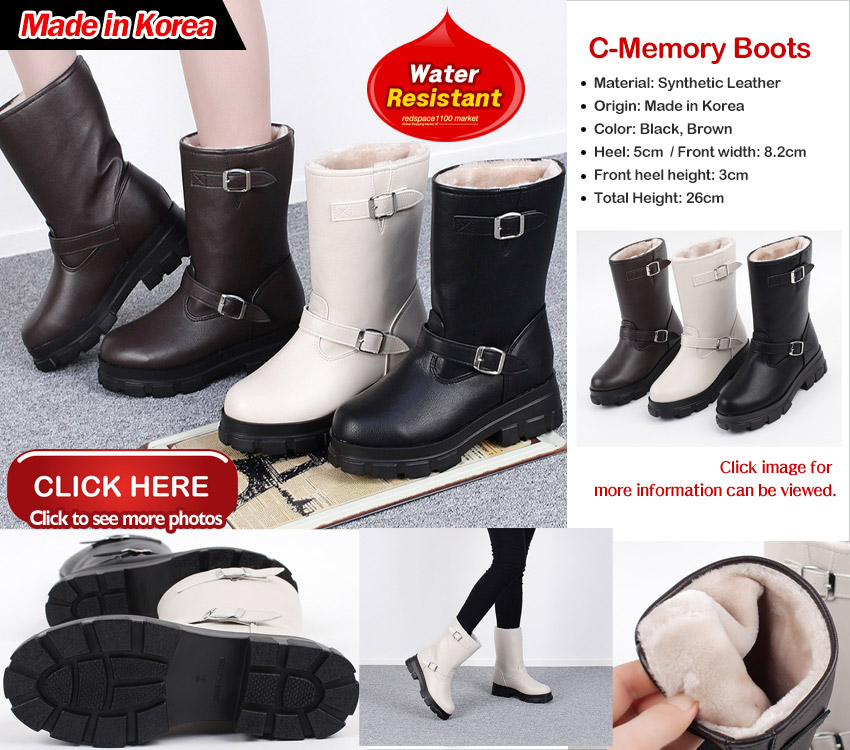 Made in Korea
Water
Resistant
redspace1100 market
C-Memory Boots
• Material: Synthetic Leather
• Origin: Made in Korea
• Color: Black, Brown
• Heel: 5cm / Front width: 8.2cm
• Front heel height: 3cm
• Total Height: 26cm
Click image for
more information can be viewed.
CLICK HERE
Click to see more photos